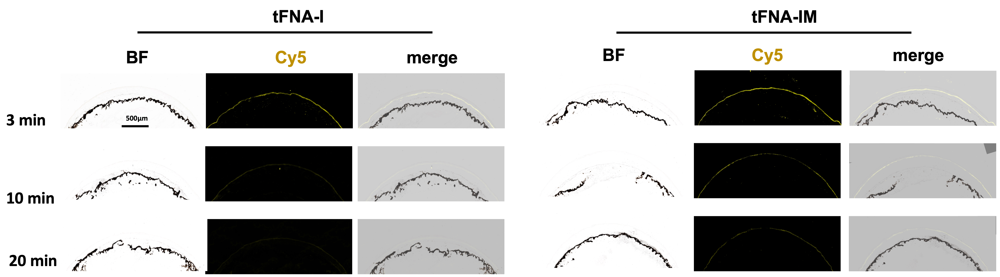 tFNA-I
tFNA-IM
BF Cy5 merge
BF Cy5 merge
3 min
500µm
10 min
20 min